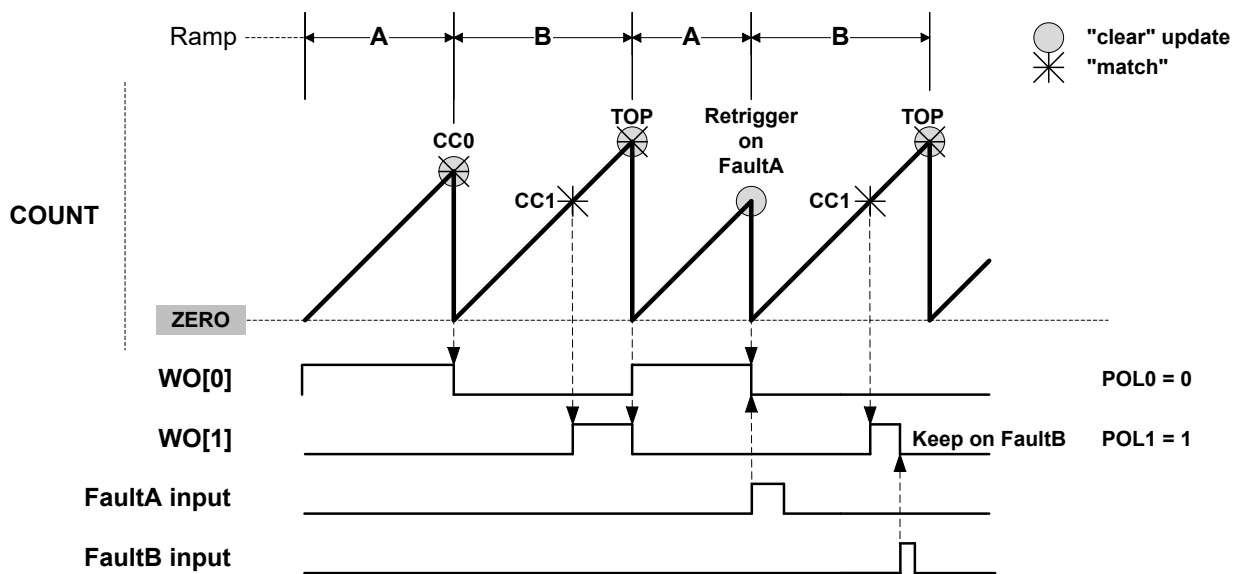 Ramp A B A B
"clear" update
"match"
TOP Retrigger TOP
CC0 on
FaultA
CC1 CC1
COUNT
ZERO
WO[0] POL0 = 0
WO[1] Keep on FaultB POL1 = 1
FaultA input
FaultB input